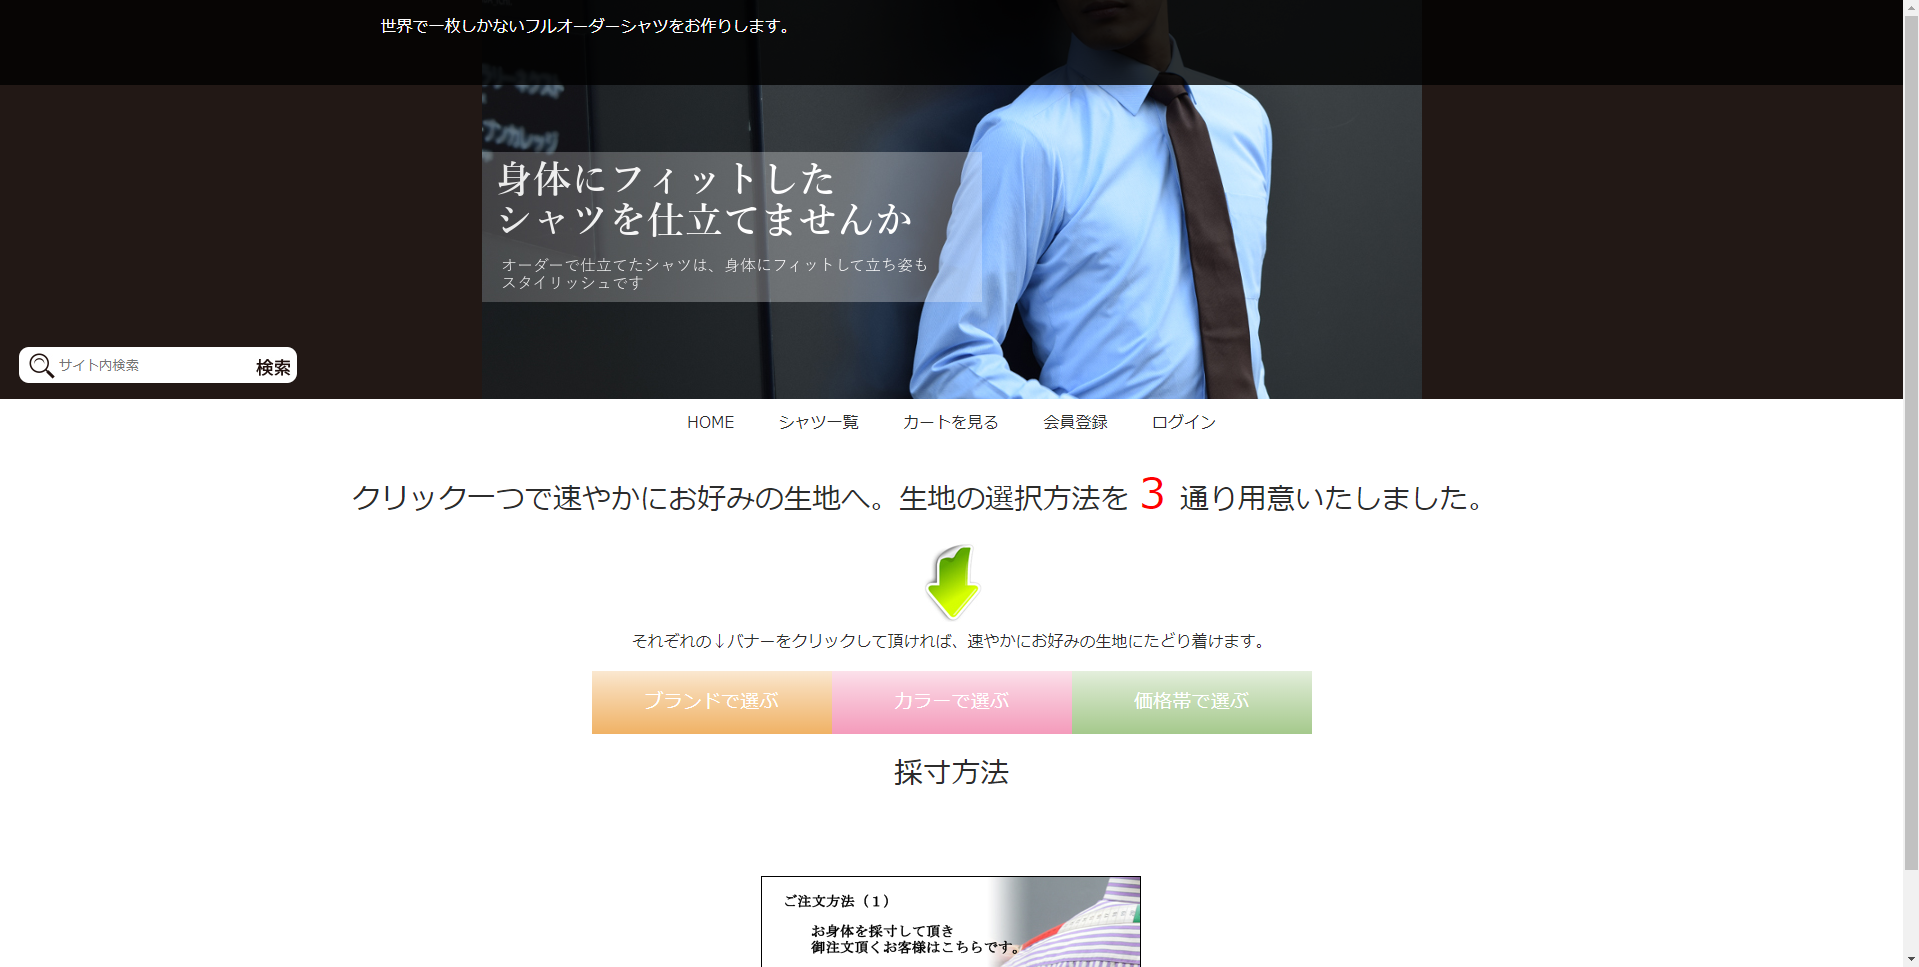 世界で一枚しかないフルオーダーシャツをお作りします。
身体にフィットした
シャツを仕立てませんか
オーダーで仕立てたシャツは、身体にフィットして立ち姿も
スタイリッシュです
サイト内検索 検索
HOME シャツ一覧 カートを見る 会員登録 ログイン
クリック一つで速やかにお好みの生地へ。生地の選択方法を 3 通り用意いたしました。
それぞれの↓バナーをクリックして頂ければ、速やかにお好みの生地にたどり着けます。
ブランドで選ぶ カラーで選ぶ 価格帯で選ぶ
採寸方法
ご注文方法（１）
お身体を採寸して頂き
御注文頂くお客様はこちらです。